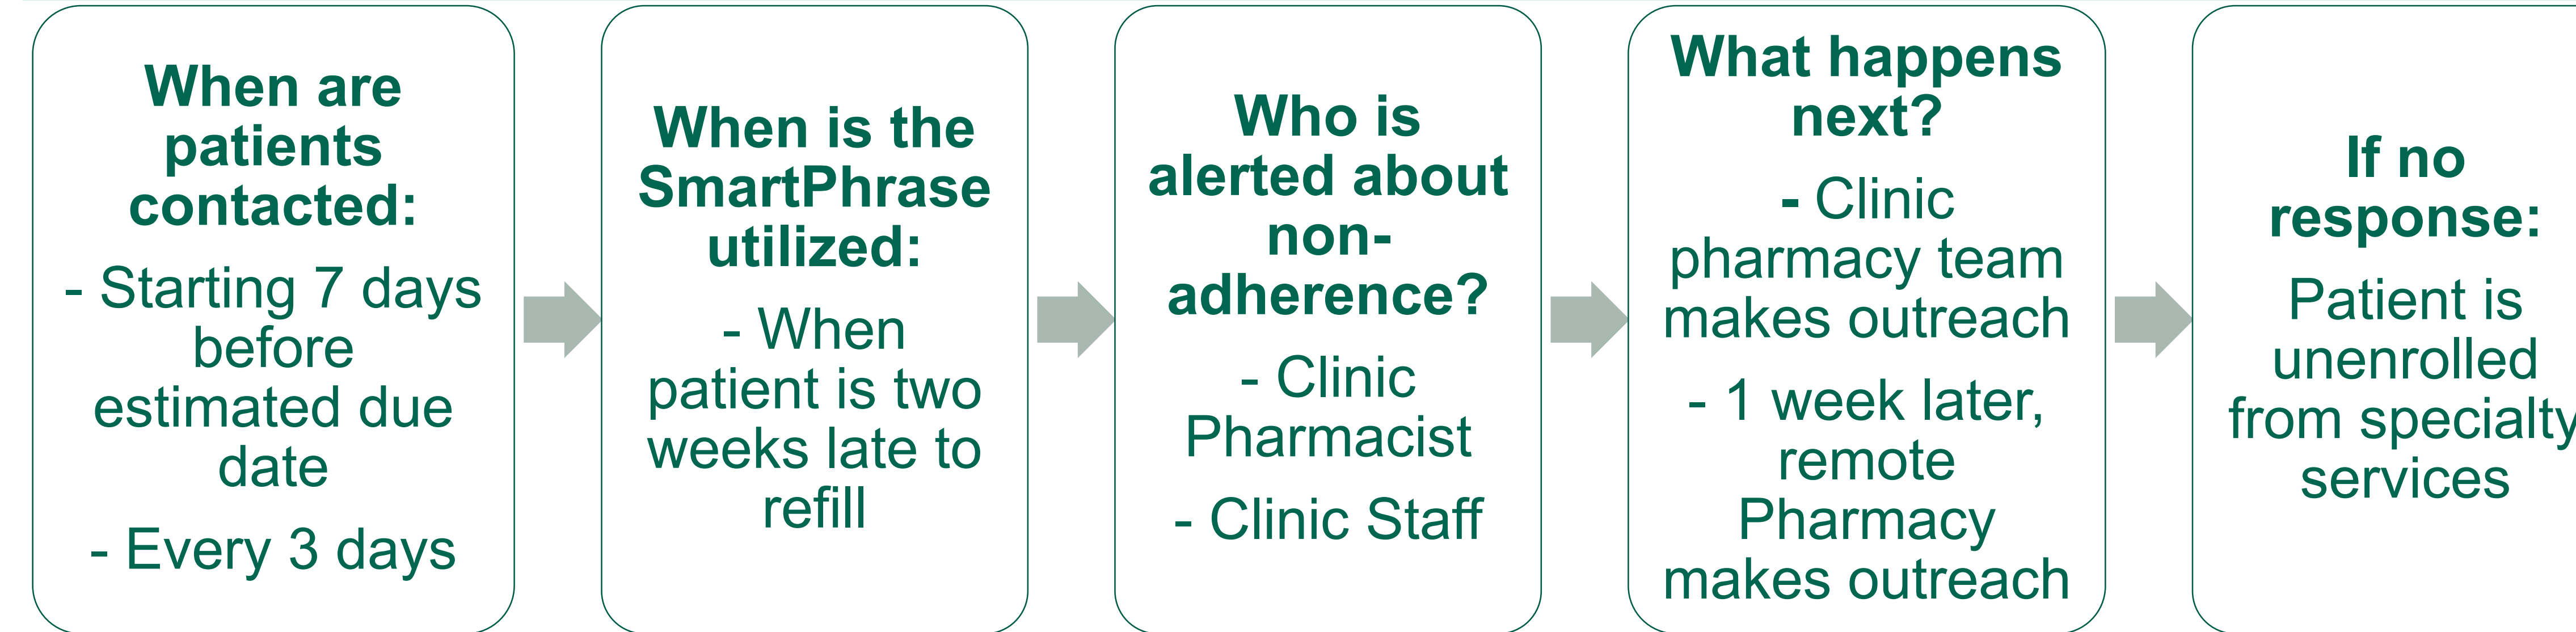 When are
patients
contacted:
- Starting 7 days
before
estimated due
date
- Every 3 days
When is the
SmartPhrase
utilized:
- When
patient is two
weeks late to
refill
Who is
alerted about
non-
adherence?
- Clinic
Pharmacist
- Clinic Staff
What happens
next?
- Clinic
pharmacy team
makes outreach
- 1 week later,
remote
Pharmacy
makes outreach
If no
response:
Patient is
unenrolled
from specialty
services